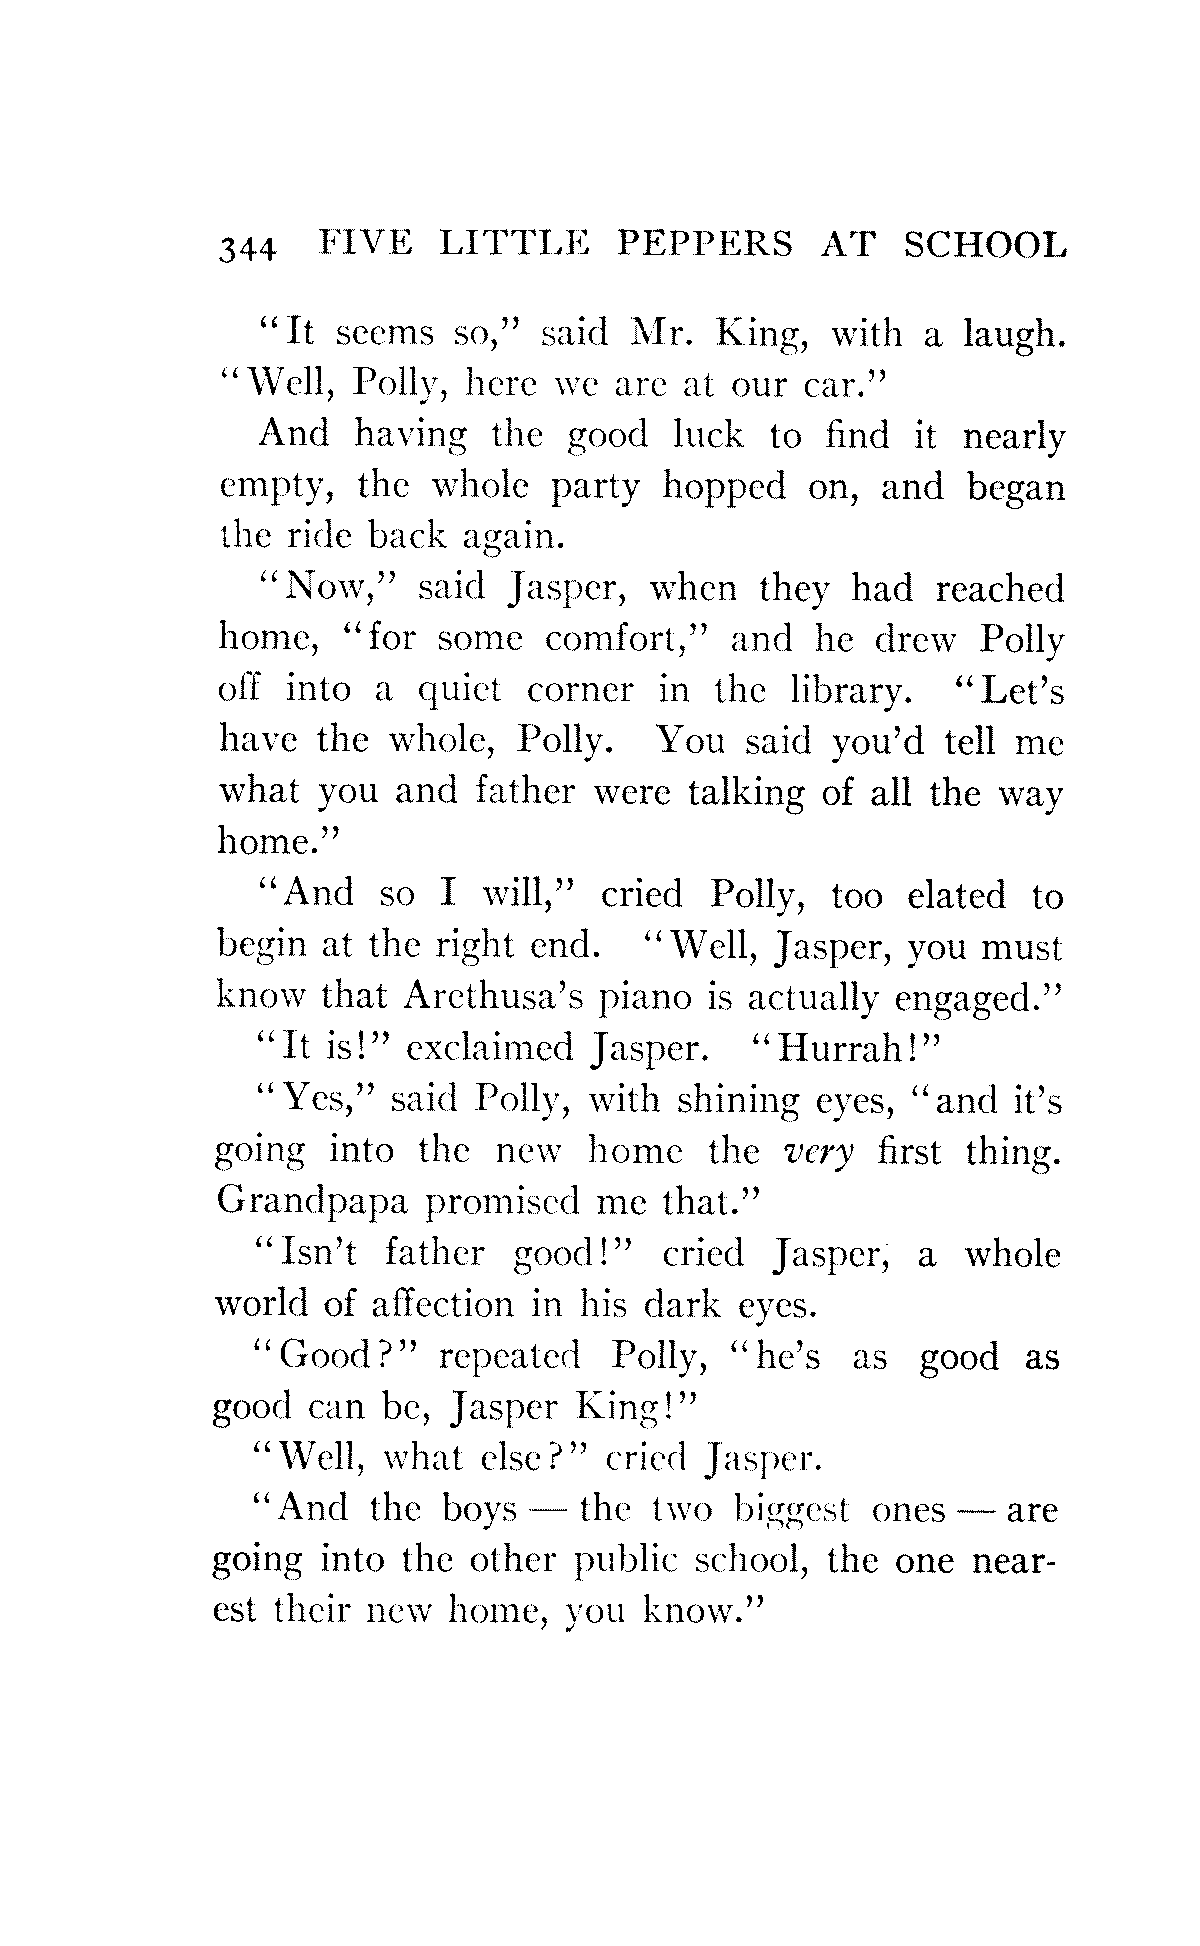 344 FIVE LITTLE PEPPERS AT SCHOOL
"It seems so," said Mr. King, with a laugh.
"Well, Polly, here we are at our car."
And having the good luck to find it nearly
empty, the whole party hopped on, and began
the ride back again.
"Now," said Jasper, when they had reached
home, "for some comfort," and he drew Polly
off into a quiet corner in the library. "Let's
have the whole, Polly. You said you'd tell me
what you and father were talking of all the way
home."
"And so I will," cried Polly, too elated to
begin at the right end. "Well, Jasper, you must
know that Arethusa's piano is actually engaged."
"It is!" exclaimed Jasper. "Hurrah!"
"Yes," said Polly, with shining eyes, "and it's
going into the new home the very first thing.
Grandpapa promised me that."
"Isn't father good!" cried Jasper, a whole
world of affection in his dark eyes.
"Good?" repeated Polly, "he's as good as
good can be, Jasper King!"
"Well, what else?" cried Jasper.
"And the boys — the two biggest ones — are
going into the other public school, the one near-
est their new home, you know."